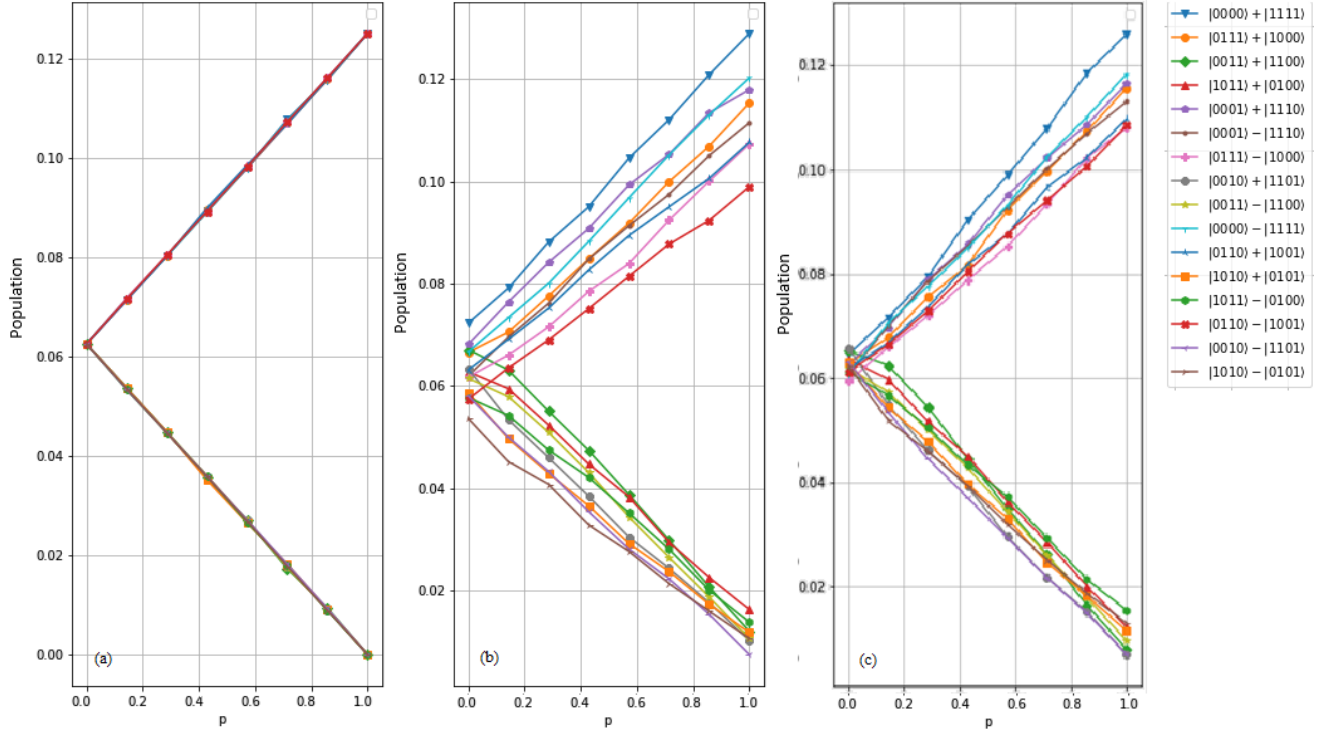 Population
0.12
0.10
0.08
0.06
0.04
0.02
0.00
0.0 0.2 0.4 0.6 0.8 1.0
p
(a)
Population
0.12
0.10
0.08
0.06
0.04
0.02
0.0 0.2 0.4 0.6 0.8 1.0
p
(b)
Population
0.12
0.10
0.08
0.06
0.04
0.02
0.0 0.2 0.4 0.6 0.8 1.0
p
(c)
|0000⟩ + |1111⟩
|0111⟩ + |1000⟩
|0011⟩ + |1100⟩
|1011⟩ + |0100⟩
|0001⟩ + |1110⟩
|0001⟩ − |1110⟩
|0111⟩ − |1000⟩
|0010⟩ + |1101⟩
|0011⟩ − |1100⟩
|0000⟩ − |1111⟩
|0110⟩ + |1001⟩
|1010⟩ + |0101⟩
|1011⟩ − |0100⟩
|0110⟩ − |1001⟩
|0010⟩ − |1101⟩
|1010⟩ − |0101⟩